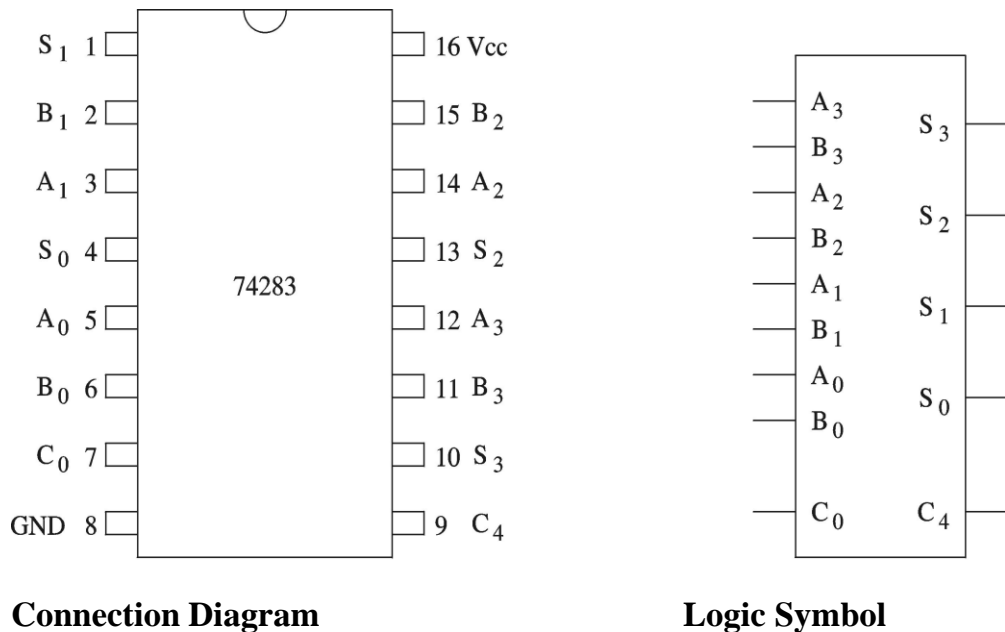 S1 1
16 Vcc
B1 2
15 B2
A1 3
14 A2
S0 4
13 S2
74283
A0 5
12 A3
B0 6
11 B3
C0 7
10 S3
GND 8
9 C4
A3
S3
B3
A2
S2
B2
A1
S1
B1
A0
S0
B0
C0
C4
Connection Diagram
Logic Symbol